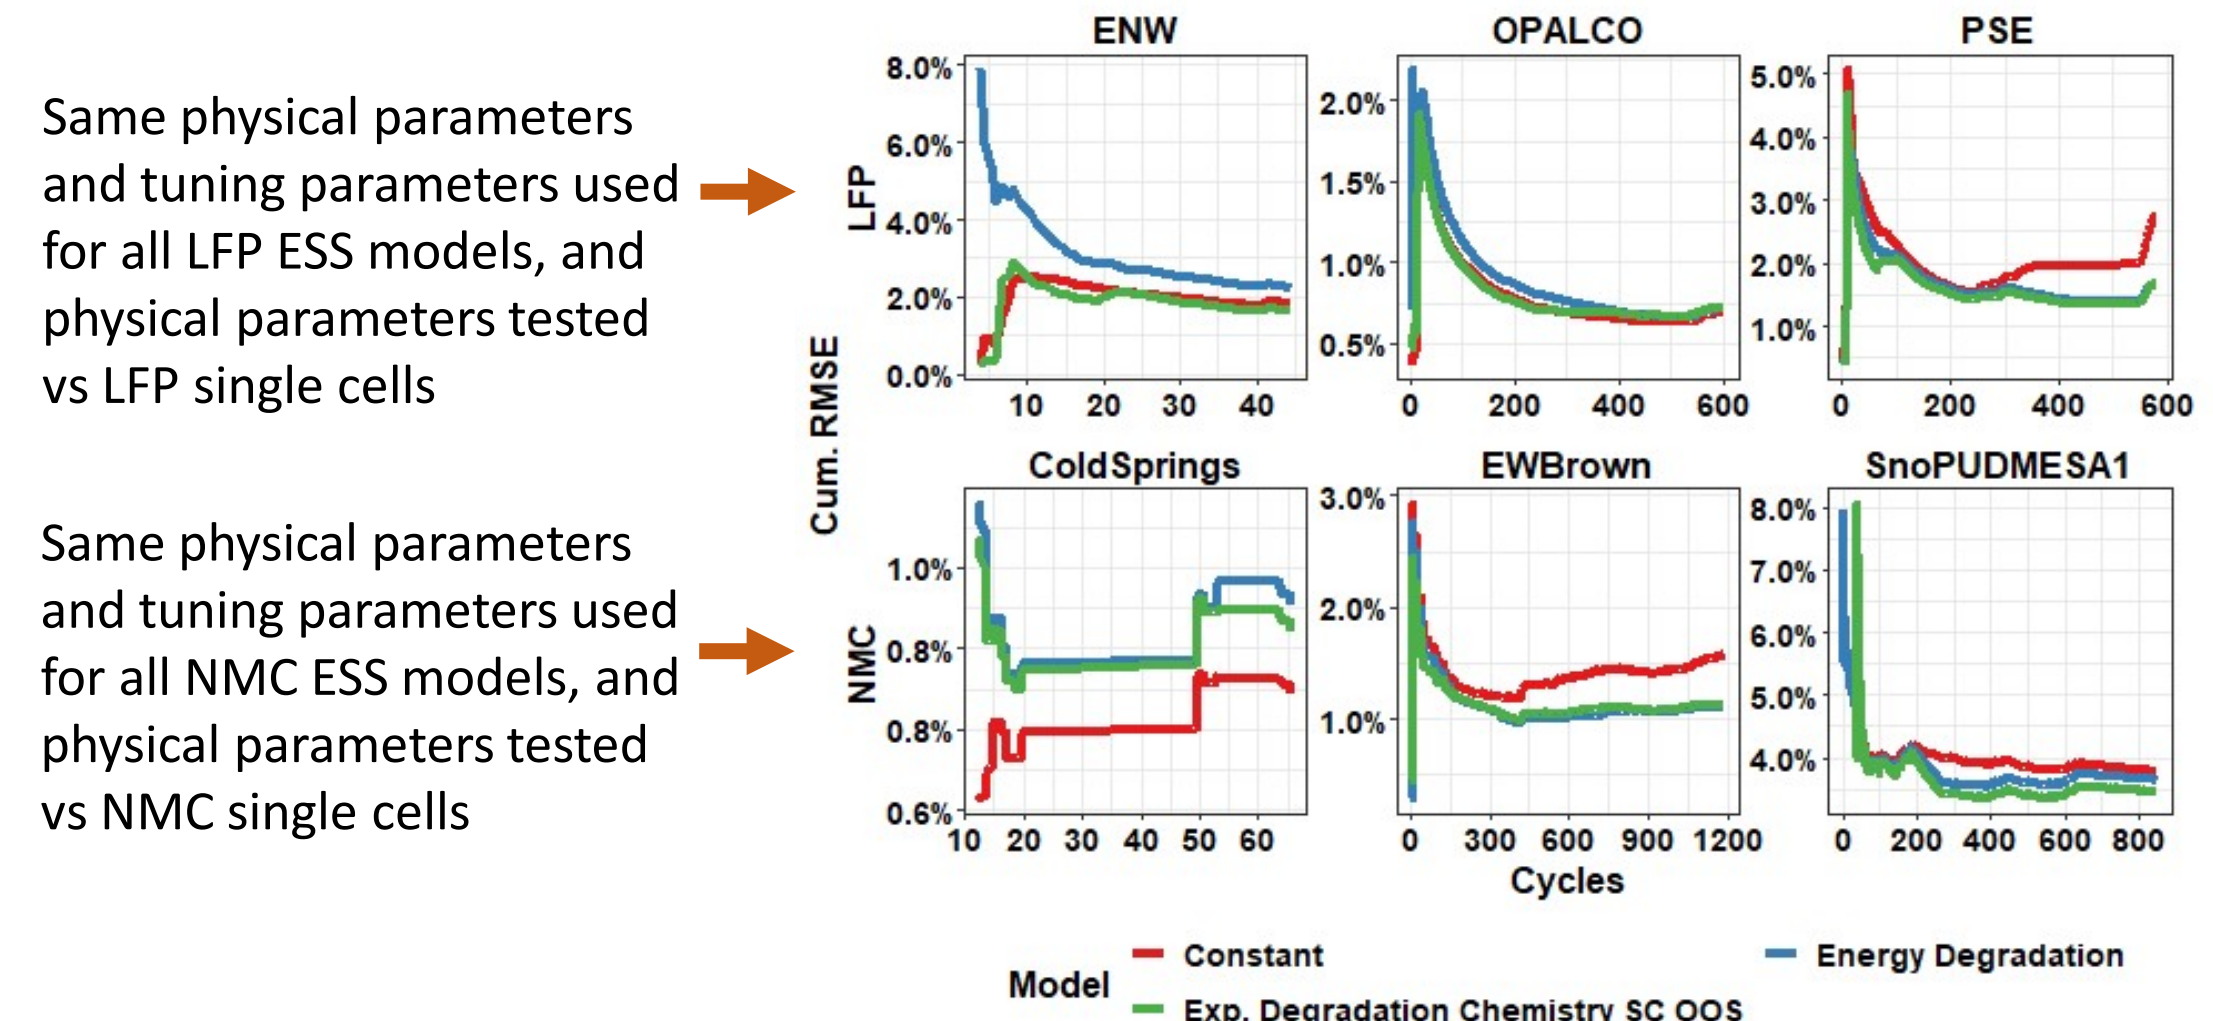 Same physical parameters
and tuning parameters used
for all LFP ESS models, and
physical parameters tested
vs LFP single cells
Same physical parameters
and tuning parameters used
for all NMC ESS models, and
physical parameters tested
vs NMC single cells
Cum. RMSE
LFP
ENW
8.0%
6.0%
4.0%
2.0%
0.0%
10 20 30 40
OPALCO
2.0%
1.5%
1.0%
0.5%
0 200 400 600
PSE
5.0%
4.0%
3.0%
2.0%
1.0%
0 200 400 600
NMC
ColdSprings
1.0%
0.8%
0.8%
0.6%
10 20 30 40 50 60
EWBrown
3.0%
2.0%
1.0%
0 300 600 900 1200
SnoPUDMESA1
8.0%
7.0%
6.0%
5.0%
4.0%
0 200 400 600 800
Cycles
Model
Constant
Energy Degradation
Exp. Degradation Chemistry SC OOS